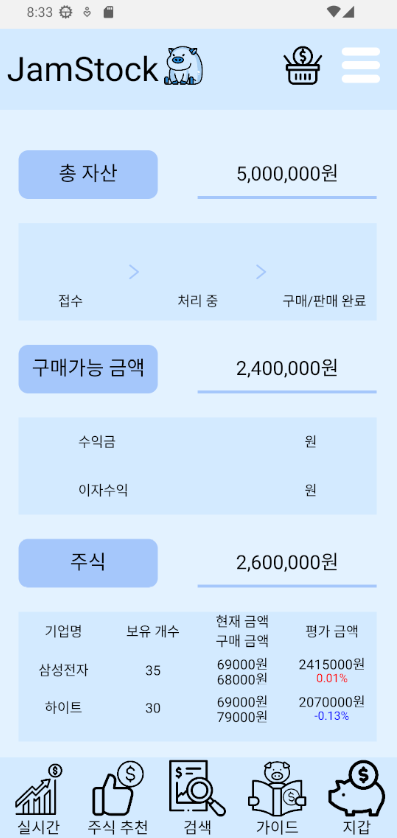 8:33
JamStock
총 자산
5,000,000원
접수
처리 중
구매/판매 완료
구매가능 금액
2,400,000원
수익금
원
이자수익
원
주식
2,600,000원
기업명
보유 개수
현재 금액
구매 금액
평가 금액
삼성전자
35
69000원
68000원
2415000원
0.01%
하이트
30
69000원
79000원
2070000원
-0.13%
실시간
주식 추천
검색
가이드
지갑